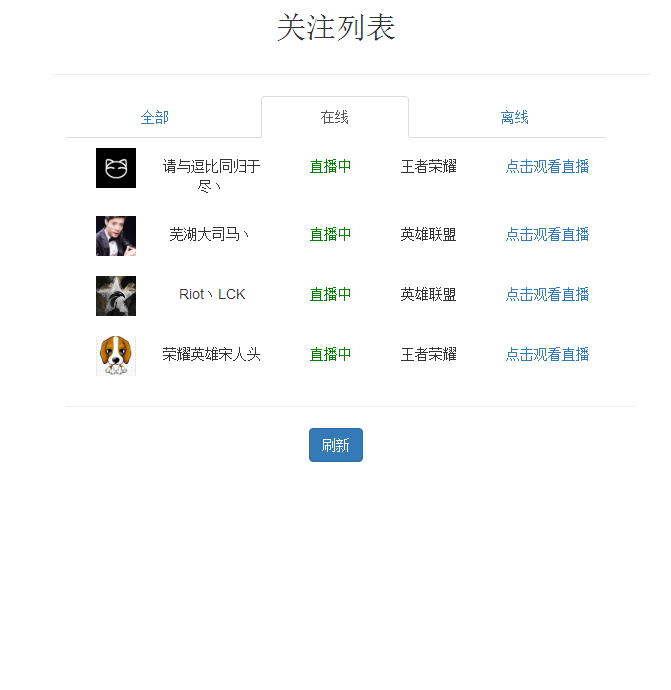 关注列表
全部 在线 离线
请与逗比同归于 直播中 王者荣耀 点击观看直播
尽丶
芜湖大司马丶 直播中 英雄联盟 点击观看直播
Riot丶LCK 直播中 英雄联盟 点击观看直播
荣耀英雄宋人头 直播中 王者荣耀 点击观看直播
刷新